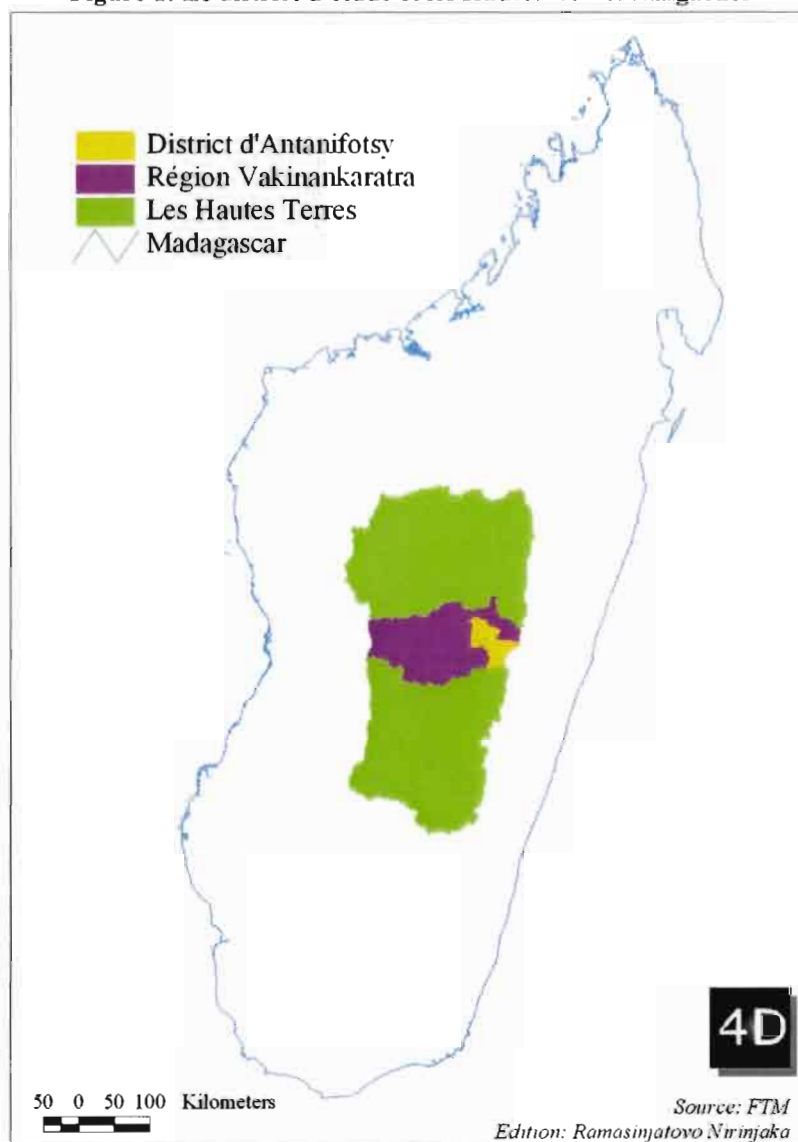 District d'Antanifotsy
Région Vakinankaratra
Les Hautes Terres
Madagascar
4D
50 0 50 100 Kilometers
Source: FTM
Edition: Ramasinjatovo Nirinjaka